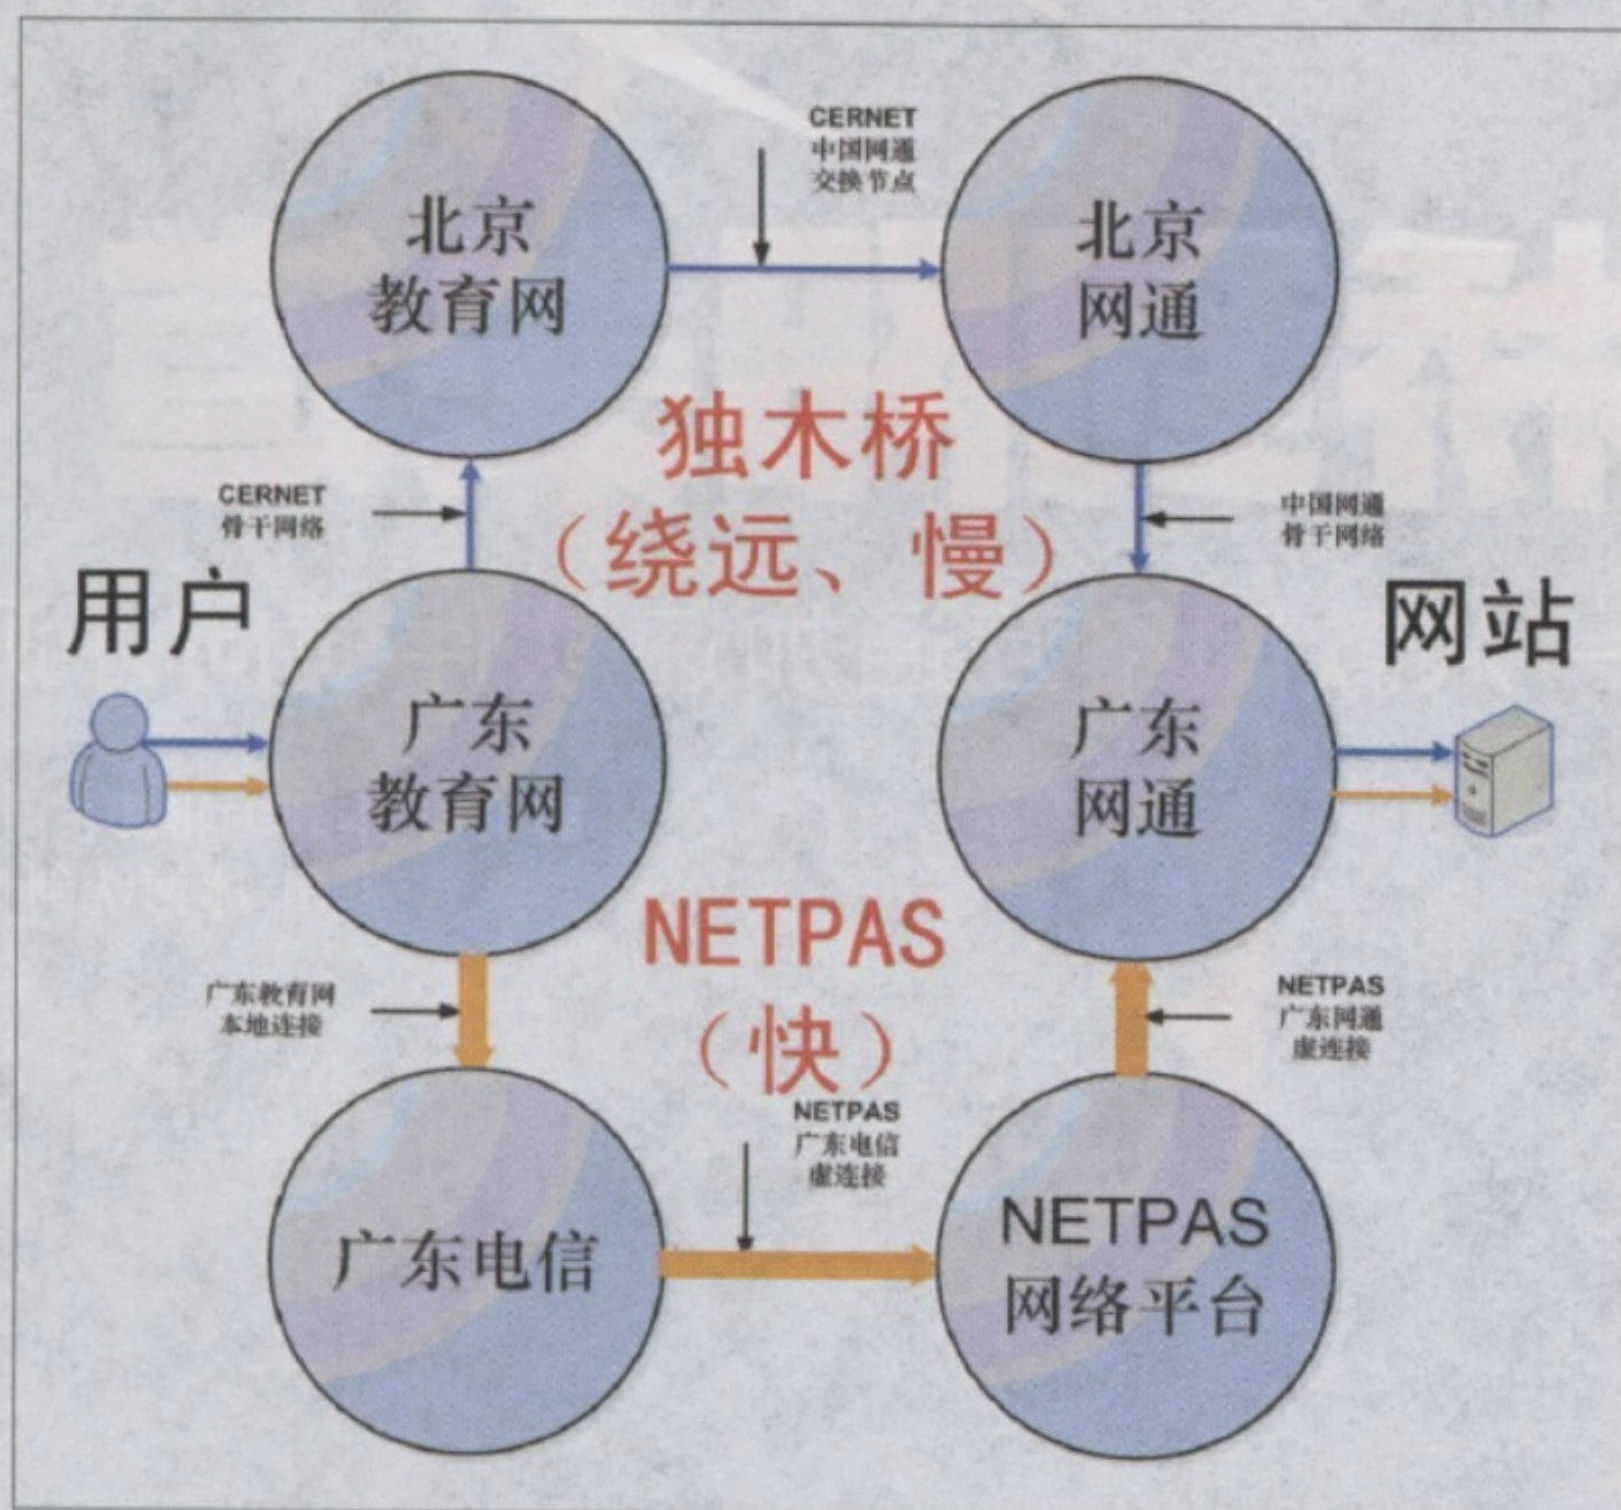 CERNET
中国网通
交换节点
北京
教育网
北京
网通
独木桥
（绕远、慢）
CERNET
骨干网络
中国网通
骨干网络
用户
网站
广东
教育网
广东
网通
NETPAS
（快）
广东教育网
本地连接
NETPAS
广东网通
虚连接
NETPAS
广东电信
虚连接
广东电信
NETPAS
网络平台